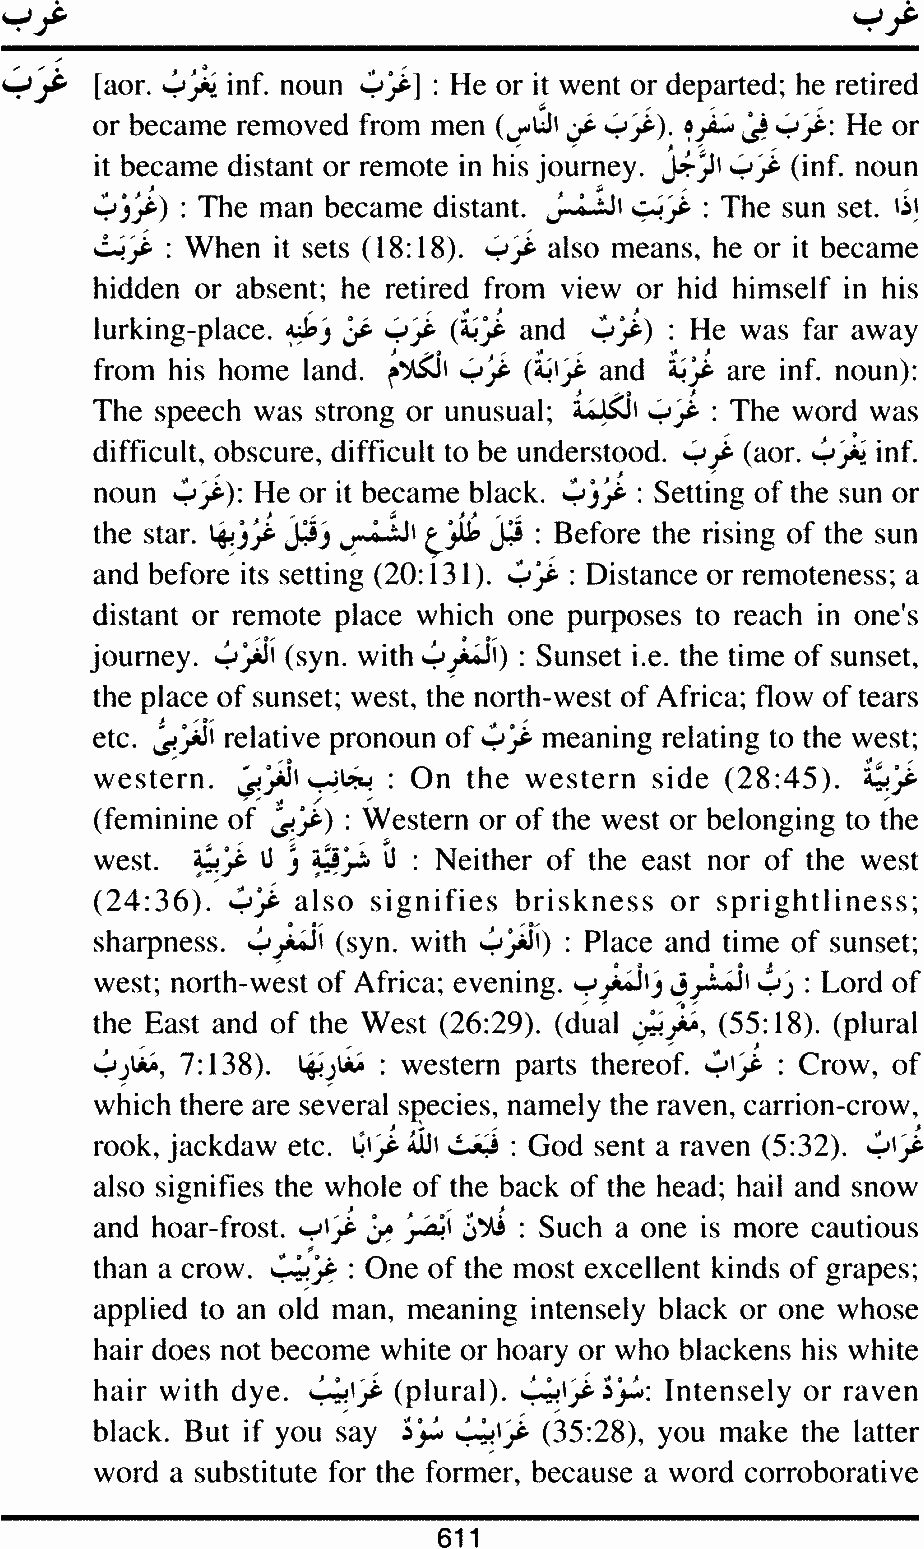 غرب غرب
غَرَبَ [aor. يَغْرُبُ inf. noun غَرْبٌ] : He or it went or departed; he retired
or became removed from men (غَرَبَ عَنِ النَّاسِ). غَرَبَ فِىْ سَفَرِهٖ: He or
it became distant or remote in his journey. غَرَبَ الرَّجُلُ (inf. noun
غُرُوْبٌ) : The man became distant. غَرَبَتِ الشَّمْسُ : The sun set. اِذَا
غَرَبَتْ : When it sets (18:18). غَرَبَ also means, he or it became
hidden or absent; he retired from view or hid himself in his
lurking-place. غَرَبَ عَنْ وَطَنِهٖ (غُرْبَةٌ and غُرْبٌ) : He was far away
from his home land. غَرُبَ الْكَلَامُ (غَرَابَةٌ and غُرْبَةٌ are inf. noun):
The speech was strong or unusual; غَرُبَتِ الْكَلِمَةُ : The word was
difficult, obscure, difficult to be understood. غَرِبَ (aor. يَغْرَبُ inf.
noun غَرَبٌ): He or it became black. غُرُوْبٌ : Setting of the sun or
the star. قَبْلَ طُلُوْعِ الشَّمْسِ وَقَبْلَ غُرُوْبِهَا : Before the rising of the sun
and before its setting (20:131). غَرْبٌ : Distance or remoteness; a
distant or remote place which one purposes to reach in one's
journey. اَلْغَرْبُ (syn. with اَلْمَغْرِبُ) : Sunset i.e. the time of sunset,
the place of sunset; west, the north-west of Africa; flow of tears
etc. اَلْغَرْبِىُّ relative pronoun of غَرْبٌ meaning relating to the west;
western. بِجَانِبِ الْغَرْبِىِّ : On the western side (28:45). غَرْبِيَّةٌ
(feminine of غَرْبِىٌّ) : Western or of the west or belonging to the
west. لَّا شَرْقِيَّةٍ وَّ لَا غَرْبِيَّةٍ : Neither of the east nor of the west
(24:36). غَرْبٌ also signifies briskness or sprightliness;
sharpness. اَلْمَغْرِبُ (syn. with اَلْغَرْبُ) : Place and time of sunset;
west; north-west of Africa; evening. رَبُّ الْمَشْرِقِ وَالْمَغْرِبِ : Lord of
the East and of the West (26:29). (dual مَغْرِبَيْنِ, (55:18). (plural
مَغَارِبُ, 7:138). مَغَارِبَهَا : western parts thereof. غُرَابٌ : Crow, of
which there are several species, namely the raven, carrion-crow,
rook, jackdaw etc. فَبَعَثَ اللّٰهُ غُرَابًا : God sent a raven (5:32). غُرَابٌ
also signifies the whole of the back of the head; hail and snow
and hoar-frost. فُلَانٌ اَبْصَرُ مِنْ غُرَابٍ : Such a one is more cautious
than a crow. غِرْبِيْبٌ : One of the most excellent kinds of grapes;
applied to an old man, meaning intensely black or one whose
hair does not become white or hoary or who blackens his white
hair with dye. غَرَابِيْبُ (plural). سُوْدٌ غَرَابِيْبُ: Intensely or raven
black. But if you say غَرَابِيْبُ سُوْدٌ (35:28), you make the latter
word a substitute for the former, because a word corroborative
611